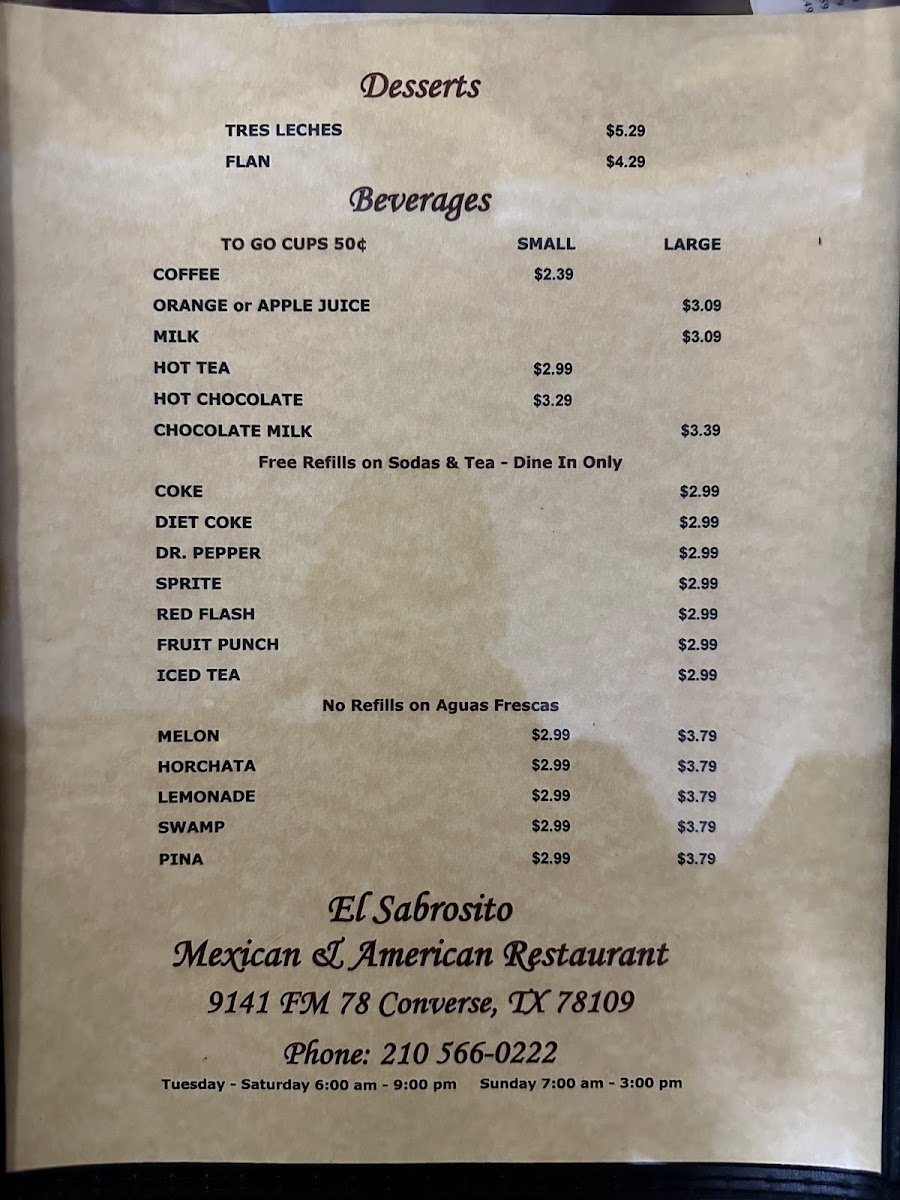 Desserts
TRES LECHES $5.29
FLAN $4.29
Beverages
TO GO CUPS 50¢ SMALL LARGE
COFFEE $2.39
ORANGE or APPLE JUICE $3.09
MILK $3.09
HOT TEA $2.99
HOT CHOCOLATE $3.29
CHOCOLATE MILK $3.39
Free Refills on Sodas & Tea - Dine In Only
COKE $2.99
DIET COKE $2.99
DR. PEPPER $2.99
SPRITE $2.99
RED FLASH $2.99
FRUIT PUNCH $2.99
ICED TEA $2.99
No Refills on Aguas Frescas
MELON $2.99 $3.79
HORCHATA $2.99 $3.79
LEMONADE $2.99 $3.79
SWAMP $2.99 $3.79
PINA $2.99 $3.79
El Sabrosito
Mexican & American Restaurant
9141 FM 78 Converse, TX 78109
Phone: 210 566-0222
Tuesday - Saturday 6:00 am - 9:00 pm Sunday 7:00 am - 3:00 pm